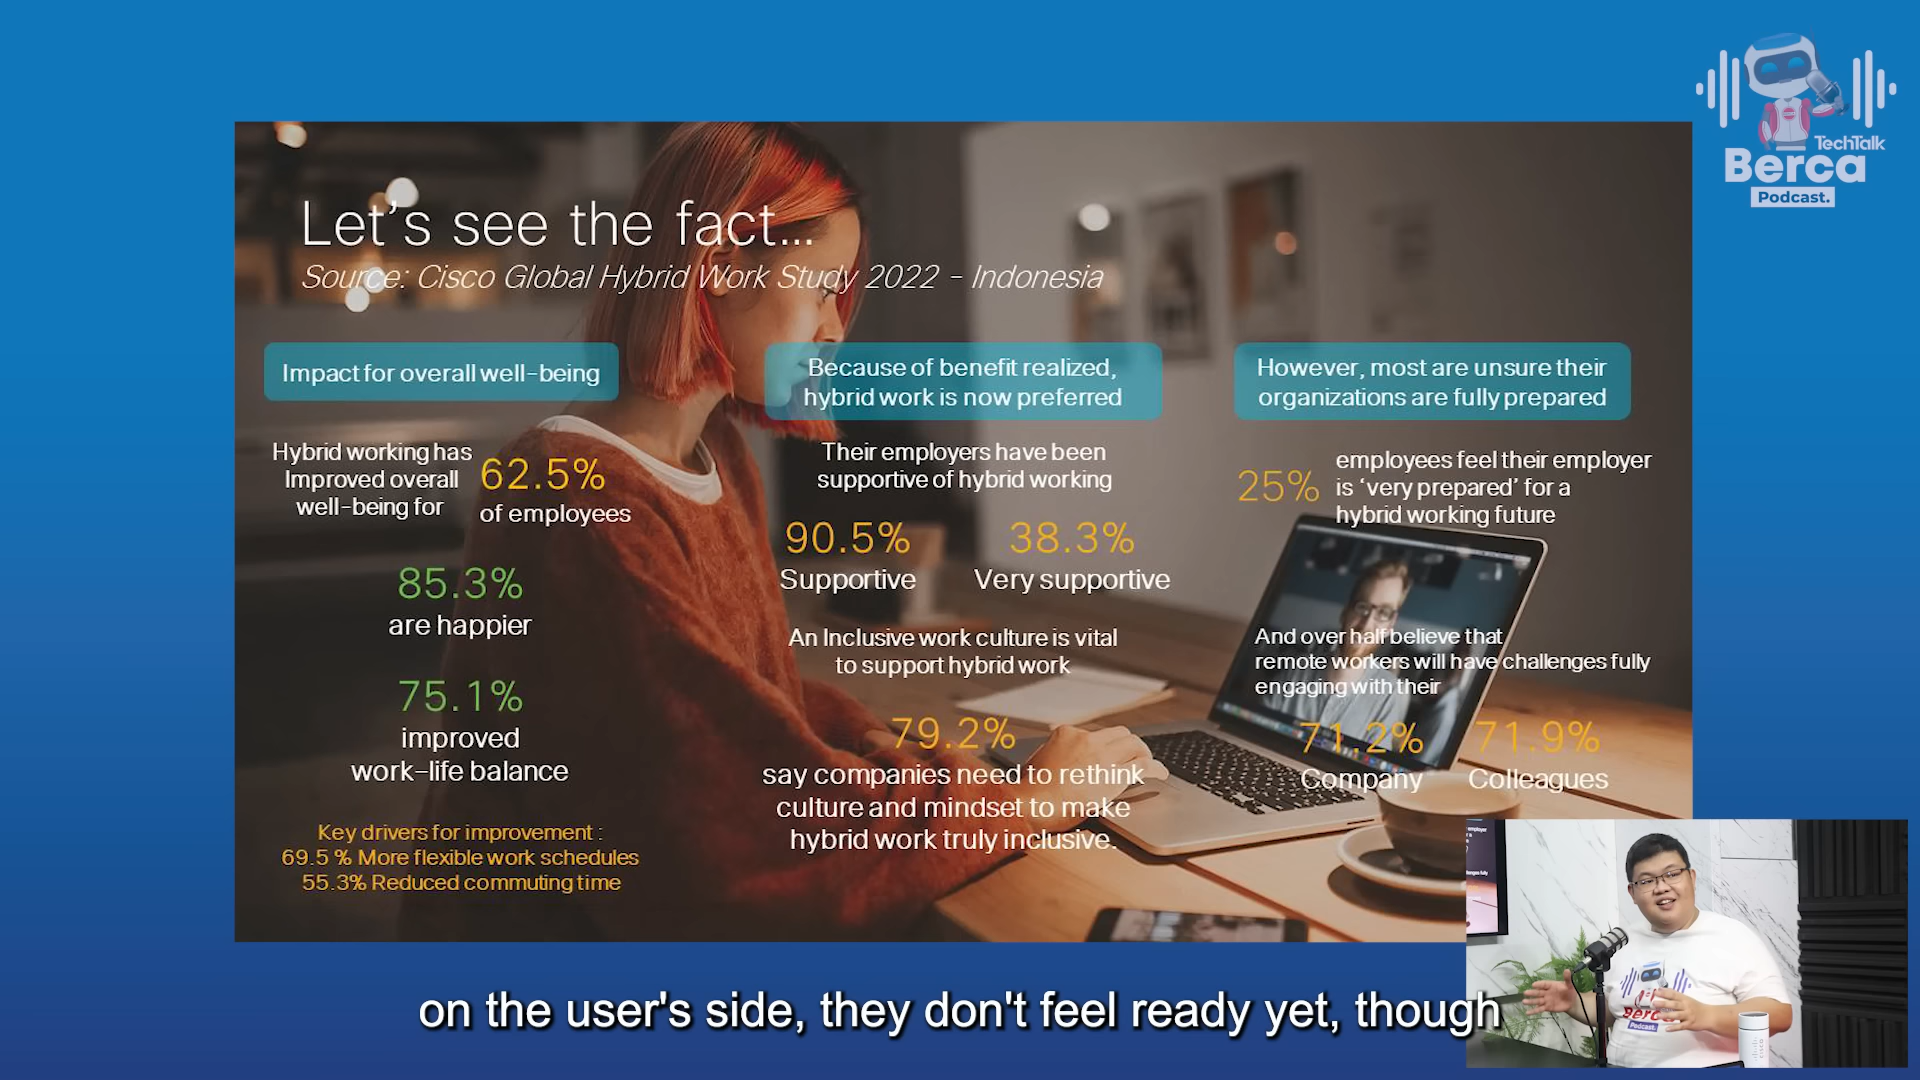 TechTalk
Berca
Podcast.
Let's see the fact...
Source: Cisco Global Hybrid Work Study 2022 - Indonesia
Impact for overall well-being
Hybrid working has
Improved overall
well-being for
62.5%
of employees
85.3%
are happier
75.1%
improved
work-life balance
Key drivers for improvement :
69.5 % More flexible work schedules
55.3% Reduced commuting time
Because of benefit realized,
hybrid work is now preferred
Their employers have been
supportive of hybrid working
90.5% 38.3%
Supportive Very supportive
An Inclusive work culture is vital
to support hybrid work
79.2%
say companies need to rethink
culture and mindset to make
hybrid work truly inclusive.
However, most are unsure their
organizations are fully prepared
25%
employees feel their employer
is 'very prepared' for a
hybrid working future
And over half believe that
remote workers will have challenges fully
engaging with their
71.2% 71.9%
Company Colleagues
Podcast.
on the user's side, they don't feel ready yet, though